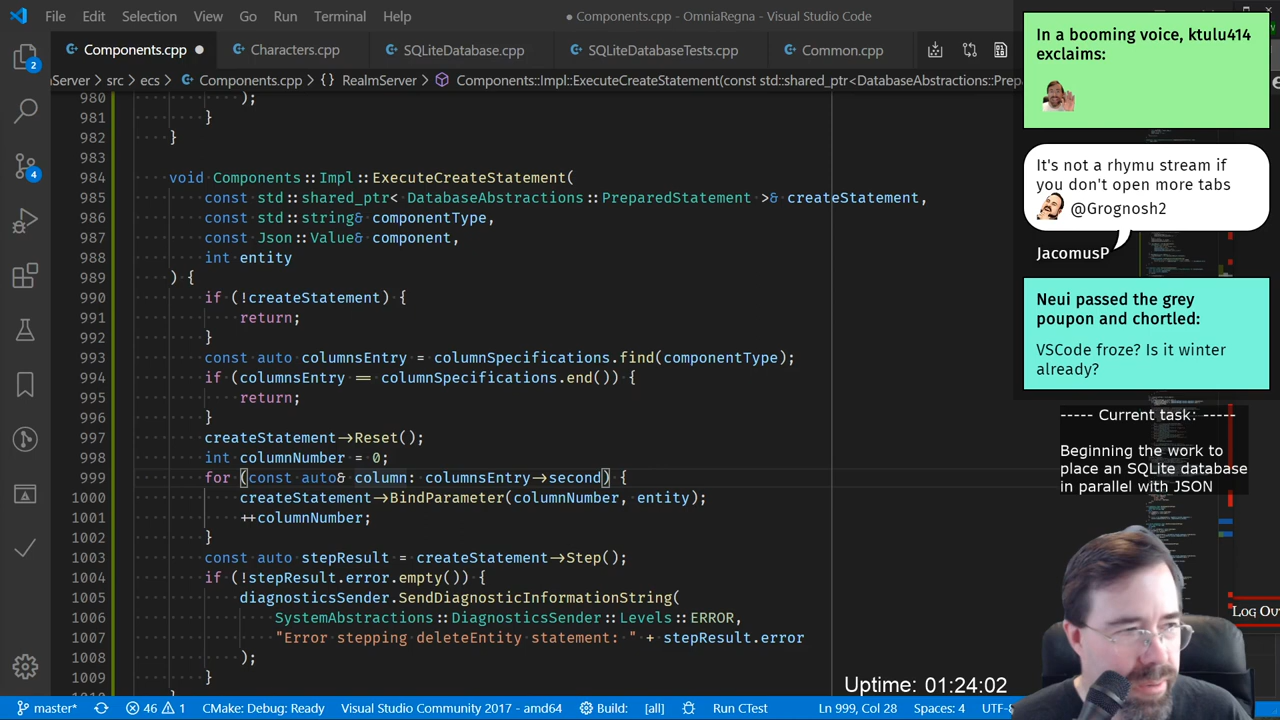 File Edit Selection View Go Run Terminal Help
● Components.cpp - OmniaRegna - Visual Studio Code
Components.cpp ●
Characters.cpp
SQLiteDatabase.cpp
SQLiteDatabaseTests.cpp
Common.cpp
mServer > src > ecs > Components.cpp > {} RealmServer > Components::Impl::ExecuteCreateStatement(const std::shared_ptr<DatabaseAbstractions::Pre
980 );
981 }
982 }
983
984 void Components::Impl::ExecuteCreateStatement(
985 const std::shared_ptr< DatabaseAbstractions::PreparedStatement >& createStatement,
986 const std::string& componentType,
987 const Json::Value& component,
988 int entity
989 ) {
990 if (!createStatement) {
991 return;
992 }
993 const auto columnsEntry = columnSpecifications.find(componentType);
994 if (columnsEntry == columnSpecifications.end()) {
995 return;
996 }
997 createStatement->Reset();
998 int columnNumber = 0;
999 for (const auto& column: columnsEntry->second) {
1000 createStatement->BindParameter(columnNumber, entity);
1001 ++columnNumber;
1002 }
1003 const auto stepResult = createStatement->Step();
1004 if (!stepResult.error.empty()) {
1005 diagnosticsSender.SendDiagnosticInformationString(
1006 SystemAbstractions::DiagnosticsSender::Levels::ERROR,
1007 "Error stepping deleteEntity statement: " + stepResult.error
1008 );
1009 }
1010 }
2
4
In a booming voice, ktulu414
exclaims:
It's not a rhymu stream if
you don't open more tabs
@Grognosh2
JacomusP
Neui passed the grey
poupon and chortled:
VSCode froze? Is it winter
already?
----- Current task: -----
Beginning the work to
place an SQLite database
in parallel with JSON
Log Ou
Uptime: 01:24:02
master* 46 1 CMake: Debug: Ready Visual Studio Community 2017 - amd64 Build: [all] Run CTest Ln 999, Col 28 Spaces: 4 UTF-